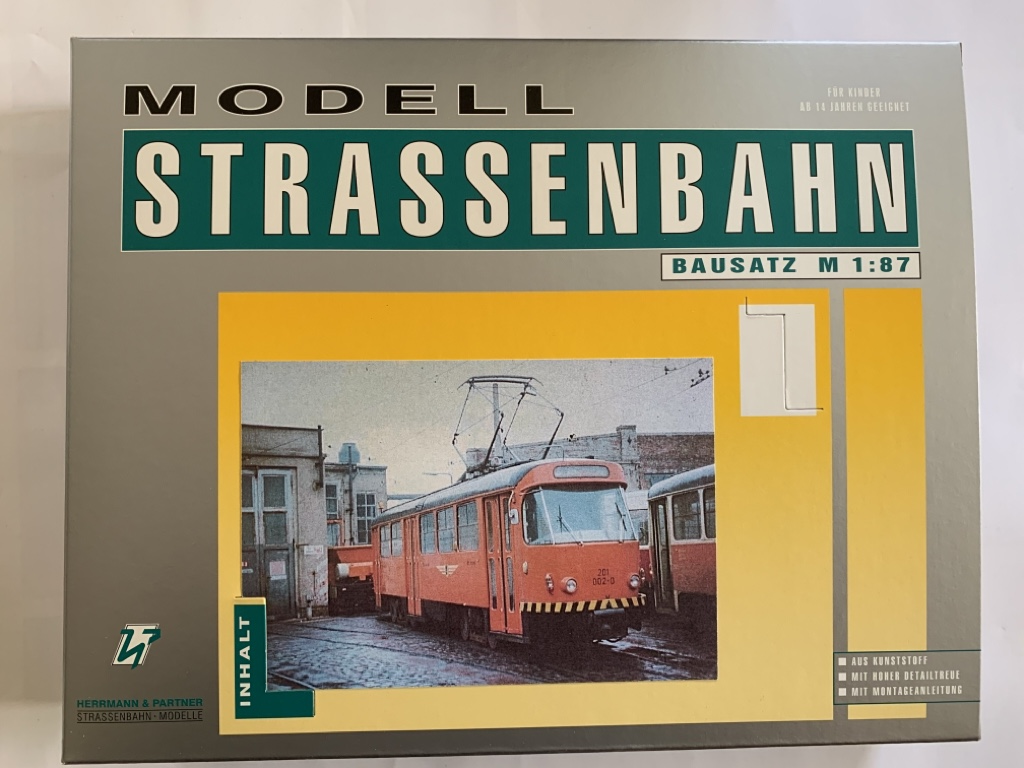 MODELL
FÜR KINDER
AB 14 JAHREN GEEIGNET
STRASSENBAHN
BAUSATZ M 1:87
201
002-0
INHALT
HERRMANN & PARTNER
STRASSENBAHN - MODELLE
AUS KUNSTSTOFF
MIT HOHER DETAILTREUE
MIT MONTAGEANLEITUNG